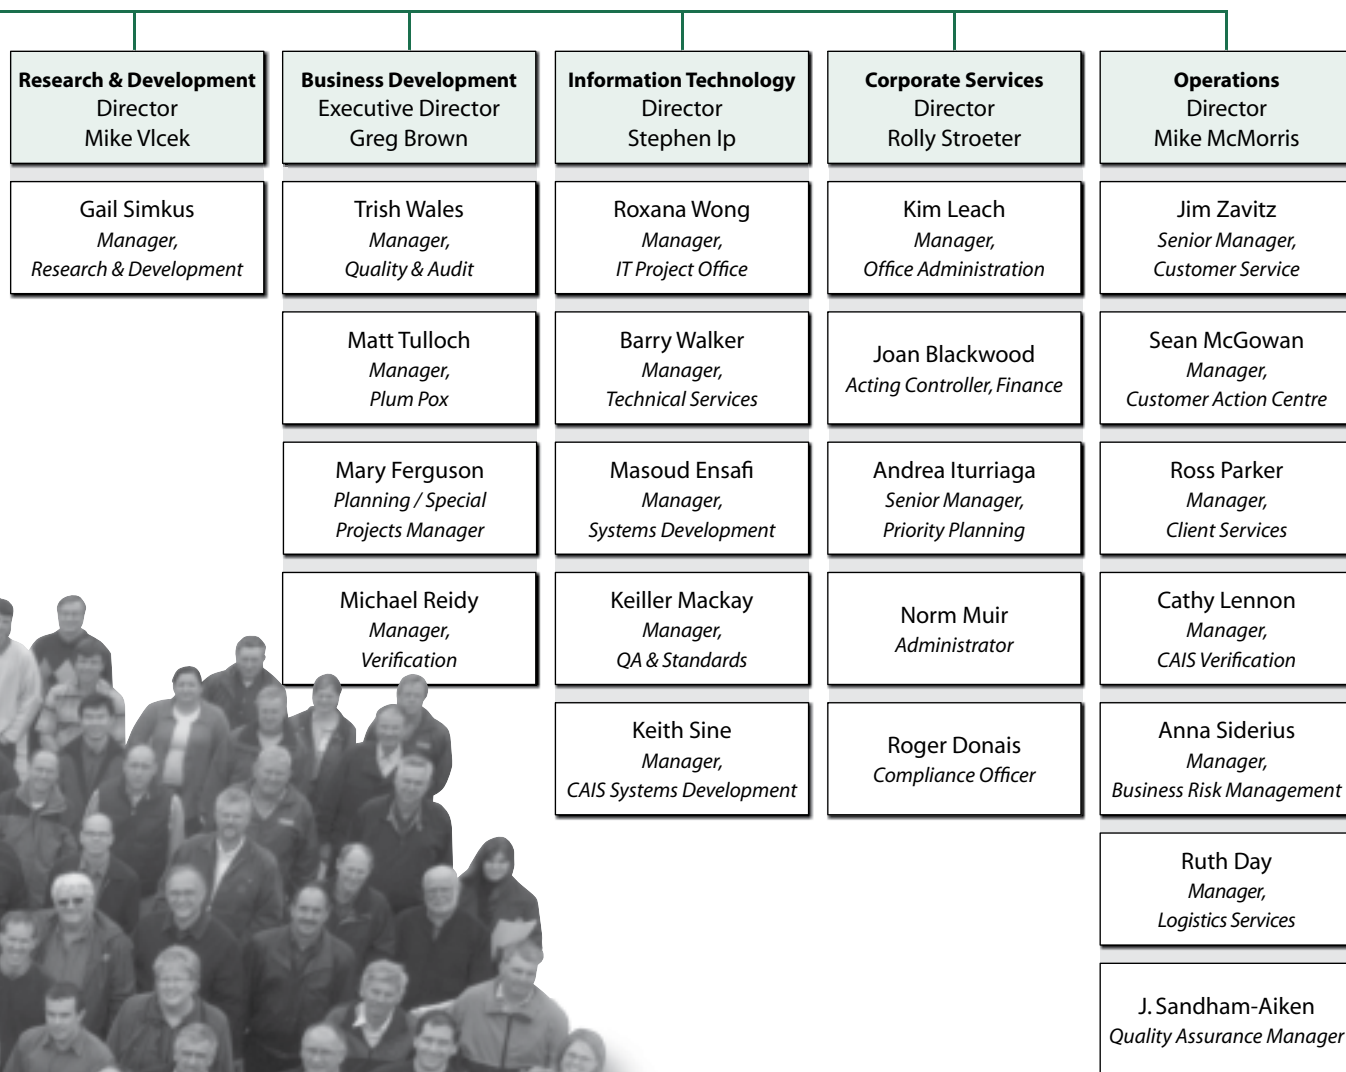 Research & Development
Director
Mike Vlcek
Gail Simkus
Manager,
Research & Development
Business Development
Executive Director
Greg Brown
Trish Wales
Manager,
Quality & Audit
Matt Tulloch
Manager,
Plum Pox
Mary Ferguson
Planning / Special
Projects Manager
Michael Reidy
Manager,
Verification
Information Technology
Director
Stephen Ip
Roxana Wong
Manager,
IT Project Office
Barry Walker
Manager,
Technical Services
Masoud Ensafi
Manager,
Systems Development
Keiller Mackay
Manager,
QA & Standards
Keith Sine
Manager,
CAIS Systems Development
Corporate Services
Director
Rolly Stroeter
Kim Leach
Manager,
Office Administration
Joan Blackwood
Acting Controller, Finance
Andrea Iturriaga
Senior Manager,
Priority Planning
Norm Muir
Administrator
Roger Donais
Compliance Officer
Operations
Director
Mike McMorris
Jim Zavitz
Senior Manager,
Customer Service
Sean McGowan
Manager,
Customer Action Centre
Ross Parker
Manager,
Client Services
Cathy Lennon
Manager,
CAIS Verification
Anna Siderius
Manager,
Business Risk Management
Ruth Day
Manager,
Logistics Services
J. Sandham-Aiken
Quality Assurance Manager